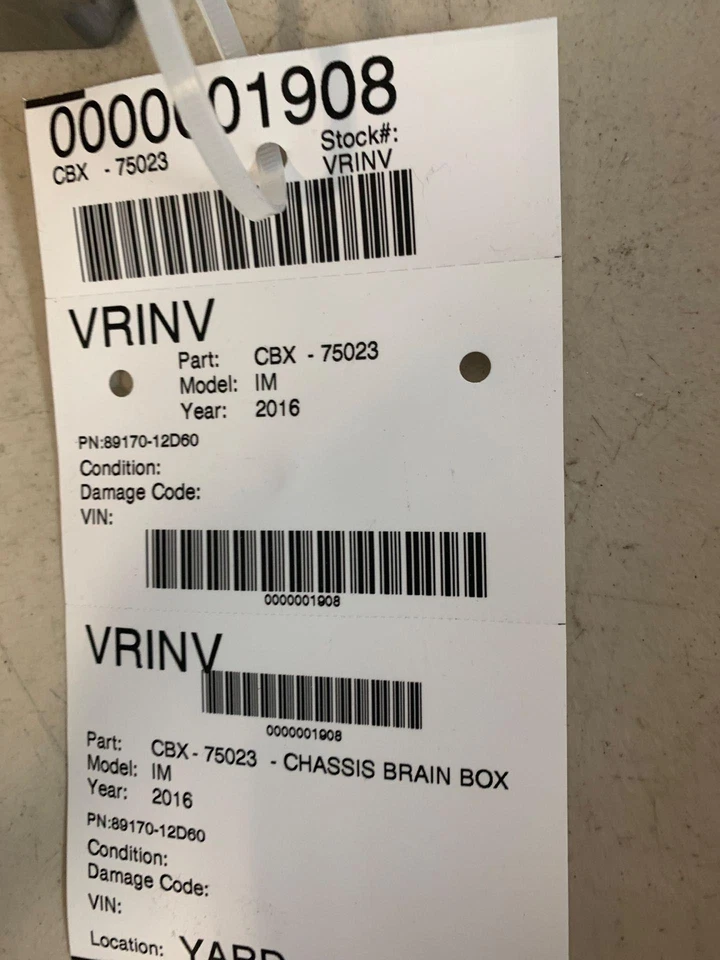 0000001908
CBX - 75023
Stock#:
VRINV
VRINV
Part: CBX - 75023
Model: IM
Year: 2016
PN:89170-12D60
Condition:
Damage Code:
VIN:
0000001908
VRINV
0000001908
Part: CBX - 75023 - CHASSIS BRAIN BOX
Model: IM
Year: 2016
PN:89170-12D60
Condition:
Damage Code:
VIN:
Location: YARD